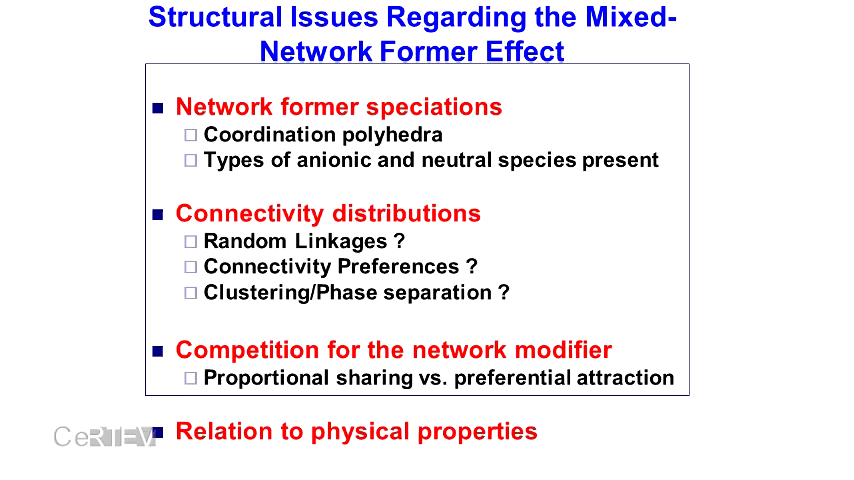 Structural Issues Regarding the Mixed-
Network Former Effect
Network former speciations
Coordination polyhedra
Types of anionic and neutral species present
Connectivity distributions
Random Linkages ?
Connectivity Preferences ?
Clustering/Phase separation ?
Competition for the network modifier
Proportional sharing vs. preferential attraction
CeRTEV
Relation to physical properties